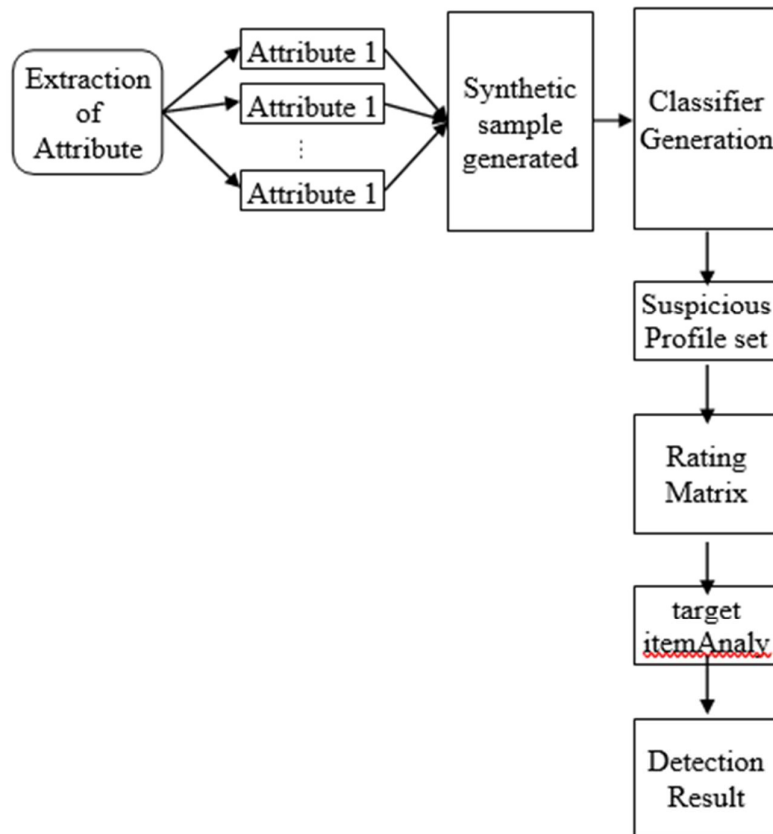 Extraction
of
Attribute
Attribute 1
Attribute 1
Attribute 1
Synthetic
sample
generated
Classifier
Generation
Suspicious
Profile set
Rating
Matrix
target
itemAnaly
Detection
Result